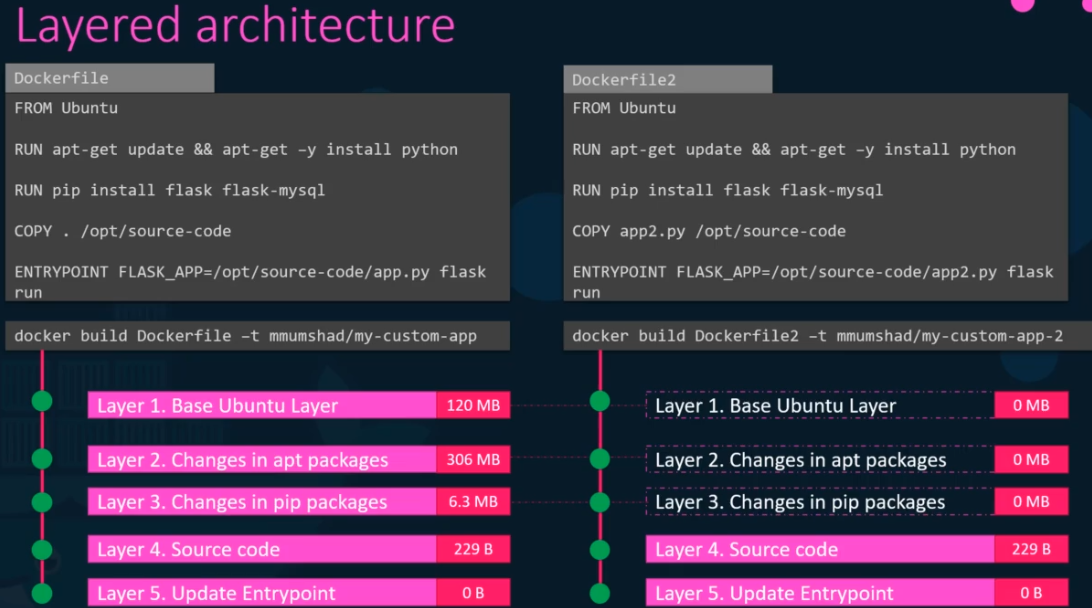 Layered architecture
Dockerfile
FROM Ubuntu
RUN apt-get update && apt-get –y install python
RUN pip install flask flask-mysql
COPY . /opt/source-code
ENTRYPOINT FLASK_APP=/opt/source-code/app.py flask
run
docker build Dockerfile –t mmumshad/my-custom-app
Layer 1. Base Ubuntu Layer 120 MB
Layer 2. Changes in apt packages 306 MB
Layer 3. Changes in pip packages 6.3 MB
Layer 4. Source code 229 B
Layer 5. Update Entrypoint 0 B
Dockerfile2
FROM Ubuntu
RUN apt-get update && apt-get –y install python
RUN pip install flask flask-mysql
COPY app2.py /opt/source-code
ENTRYPOINT FLASK_APP=/opt/source-code/app2.py flask
run
docker build Dockerfile2 –t mmumshad/my-custom-app-2
Layer 1. Base Ubuntu Layer 0 MB
Layer 2. Changes in apt packages 0 MB
Layer 3. Changes in pip packages 0 MB
Layer 4. Source code 229 B
Layer 5. Update Entrypoint 0 B